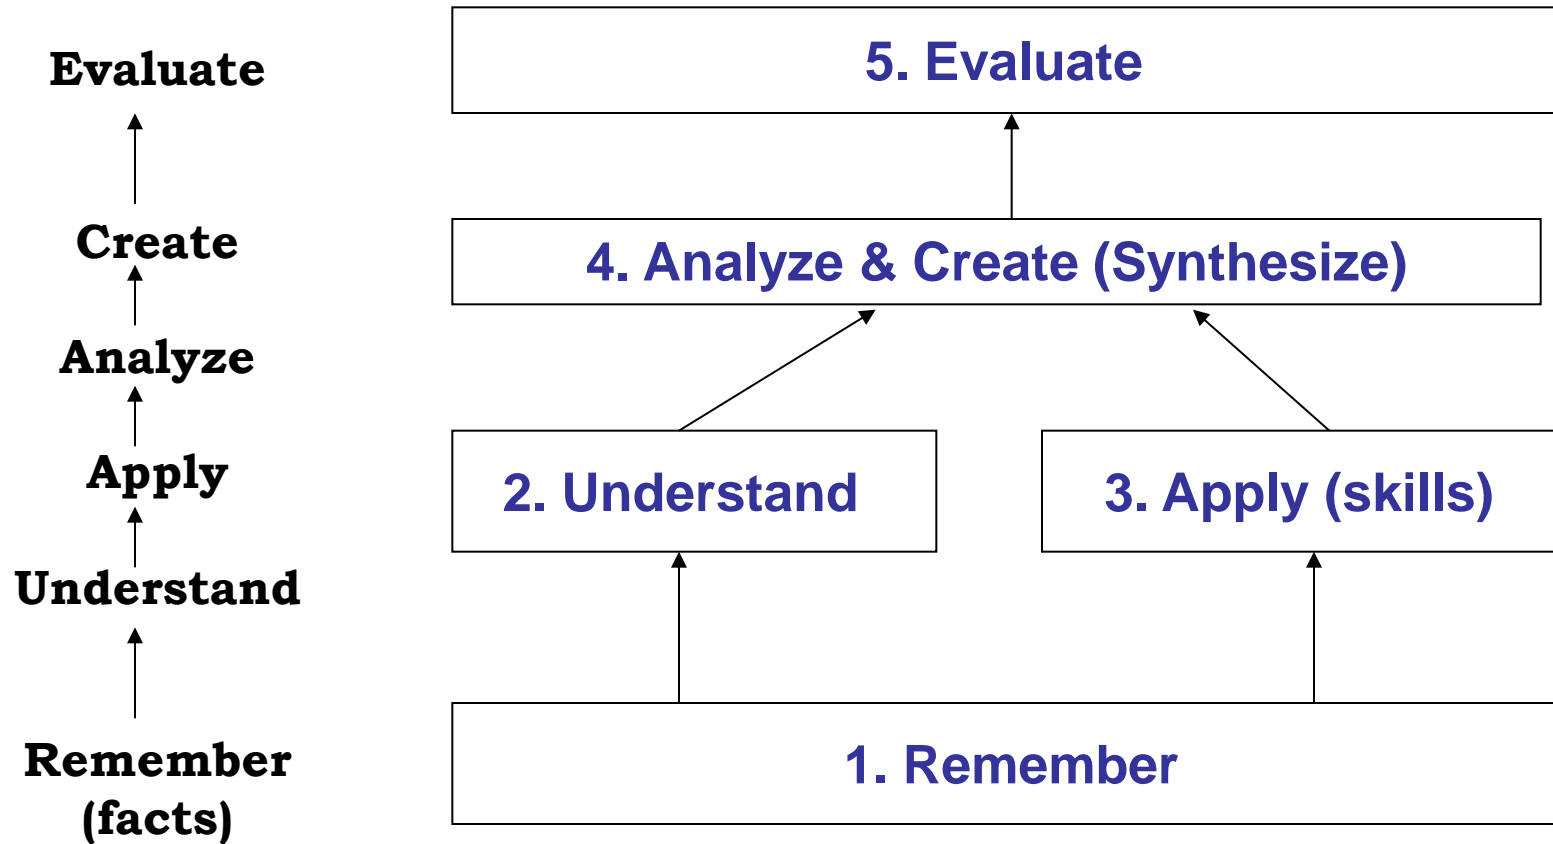 Evaluate
Create
Analyze
Apply
Understand
Remember
(facts)
5. Evaluate
4. Analyze & Create (Synthesize)
2. Understand
3. Apply (skills)
1. Remember